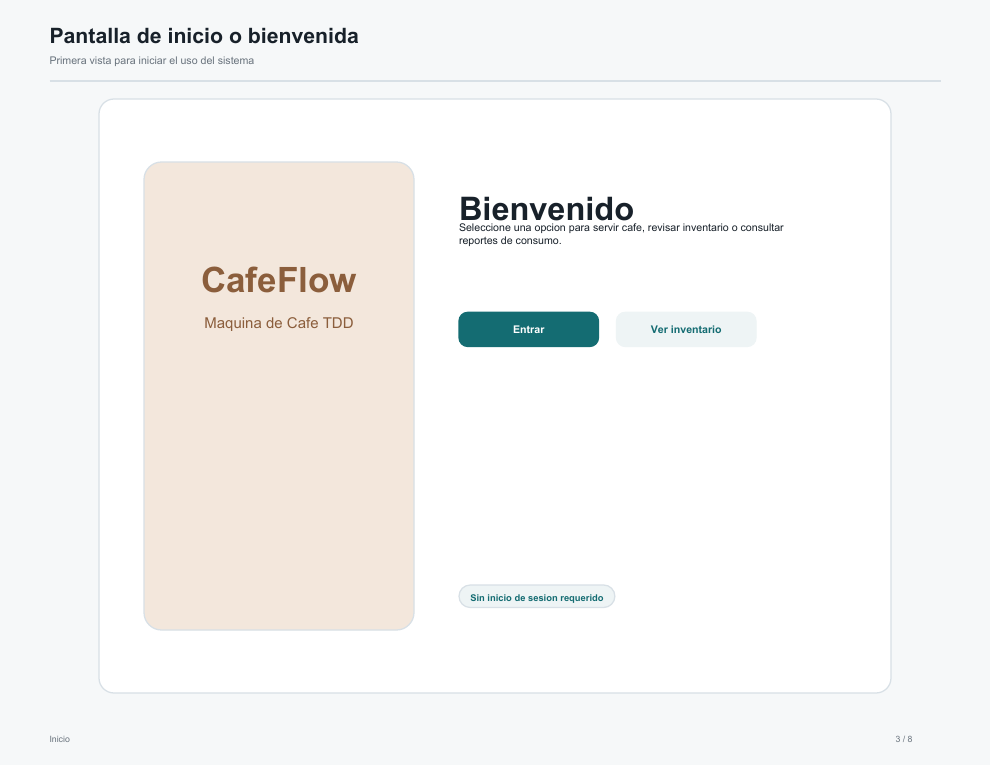 Pantalla de inicio o bienvenida
Primera vista para iniciar el uso del sistema
CafeFlow
Maquina de Cafe TDD
Bienvenido
Seleccione una opcion para servir cafe, revisar inventario o consultar
reportes de consumo.
Entrar
Ver inventario
Sin inicio de sesion requerido
Inicio
3 / 8